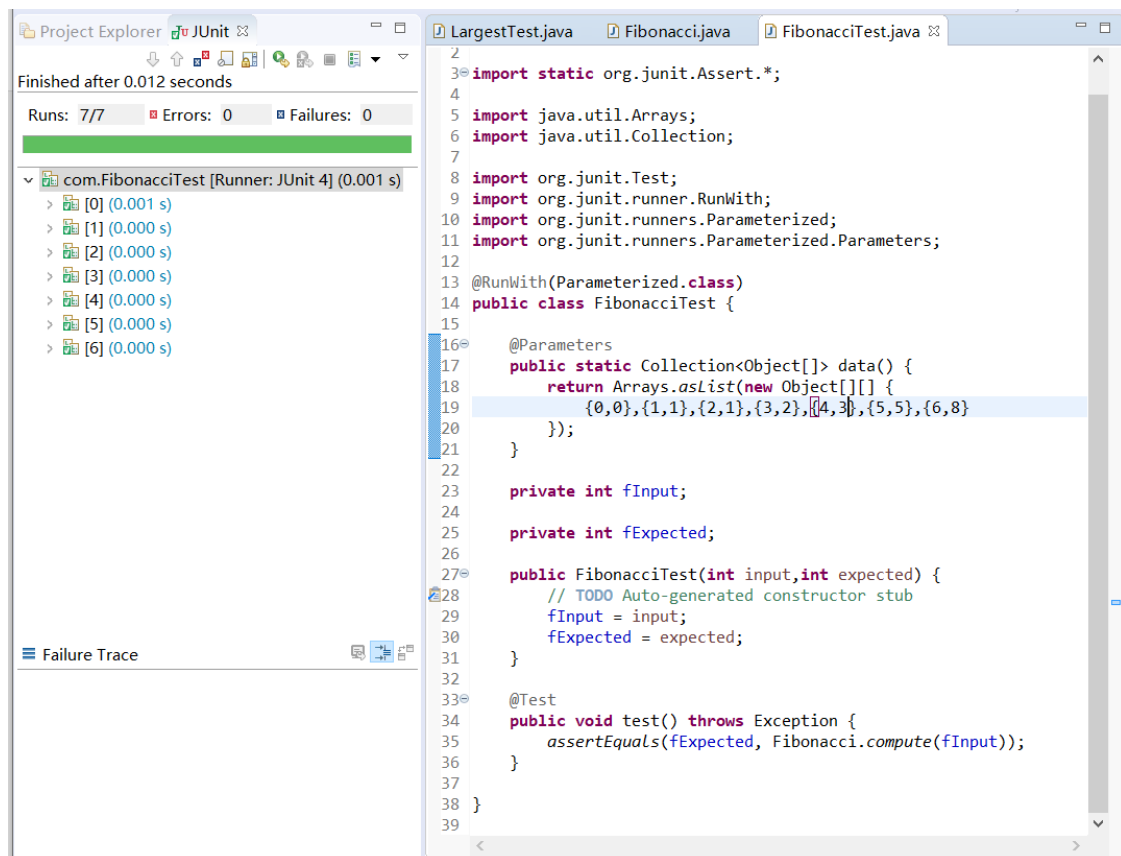 Project Explorer JUnit
Finished after 0.012 seconds
Runs: 7/7 Errors: 0 Failures: 0
com.FibonacciTest [Runner: JUnit 4] (0.001 s)
[0] (0.001 s)
[1] (0.000 s)
[2] (0.000 s)
[3] (0.000 s)
[4] (0.000 s)
[5] (0.000 s)
[6] (0.000 s)
Failure Trace
LargestTest.java Fibonacci.java FibonacciTest.java
2
3 import static org.junit.Assert.*;
4
5 import java.util.Arrays;
6 import java.util.Collection;
7
8 import org.junit.Test;
9 import org.junit.runner.RunWith;
10 import org.junit.runners.Parameterized;
11 import org.junit.runners.Parameterized.Parameters;
12
13 @RunWith(Parameterized.class)
14 public class FibonacciTest {
15
16 @Parameters
17 public static Collection<Object[]> data() {
18 return Arrays.asList(new Object[][] {
19 {0,0},{1,1},{2,1},{3,2},{4,3},{5,5},{6,8}
20 });
21 }
22
23 private int fInput;
24
25 private int fExpected;
26
27 public FibonacciTest(int input,int expected) {
28 // TODO Auto-generated constructor stub
29 fInput = input;
30 fExpected = expected;
31 }
32
33 @Test
34 public void test() throws Exception {
35 assertEquals(fExpected, Fibonacci.compute(fInput));
36 }
37
38 }
39